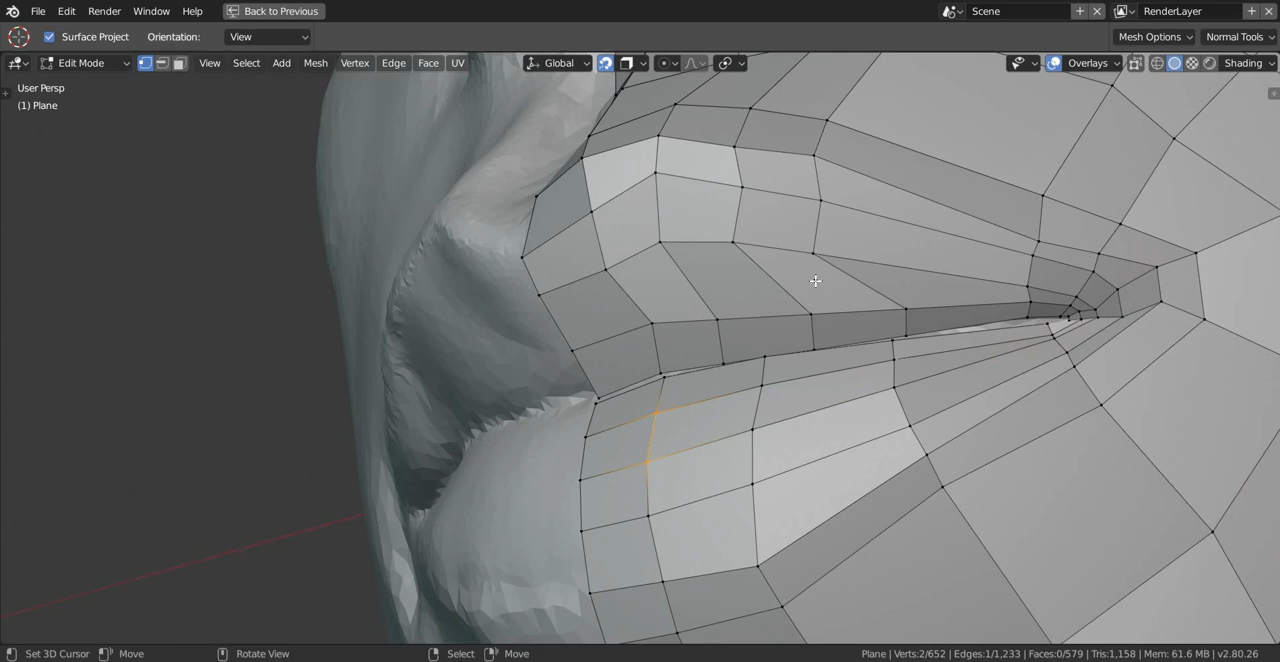 File Edit Render Window Help Back to Previous Scene RenderLayer
Surface Project Orientation: View Mesh Options Normal Tools
Edit Mode View Select Add Mesh Vertex Edge Face UV Global Overlays Shading
User Persp
(1) Plane
Set 3D Cursor Move Rotate View Select Move Plane | Verts:2/652 | Edges:1/1,233 | Faces:0/579 | Tris:1,158 | Mem: 61.6 MB | v2.80.26